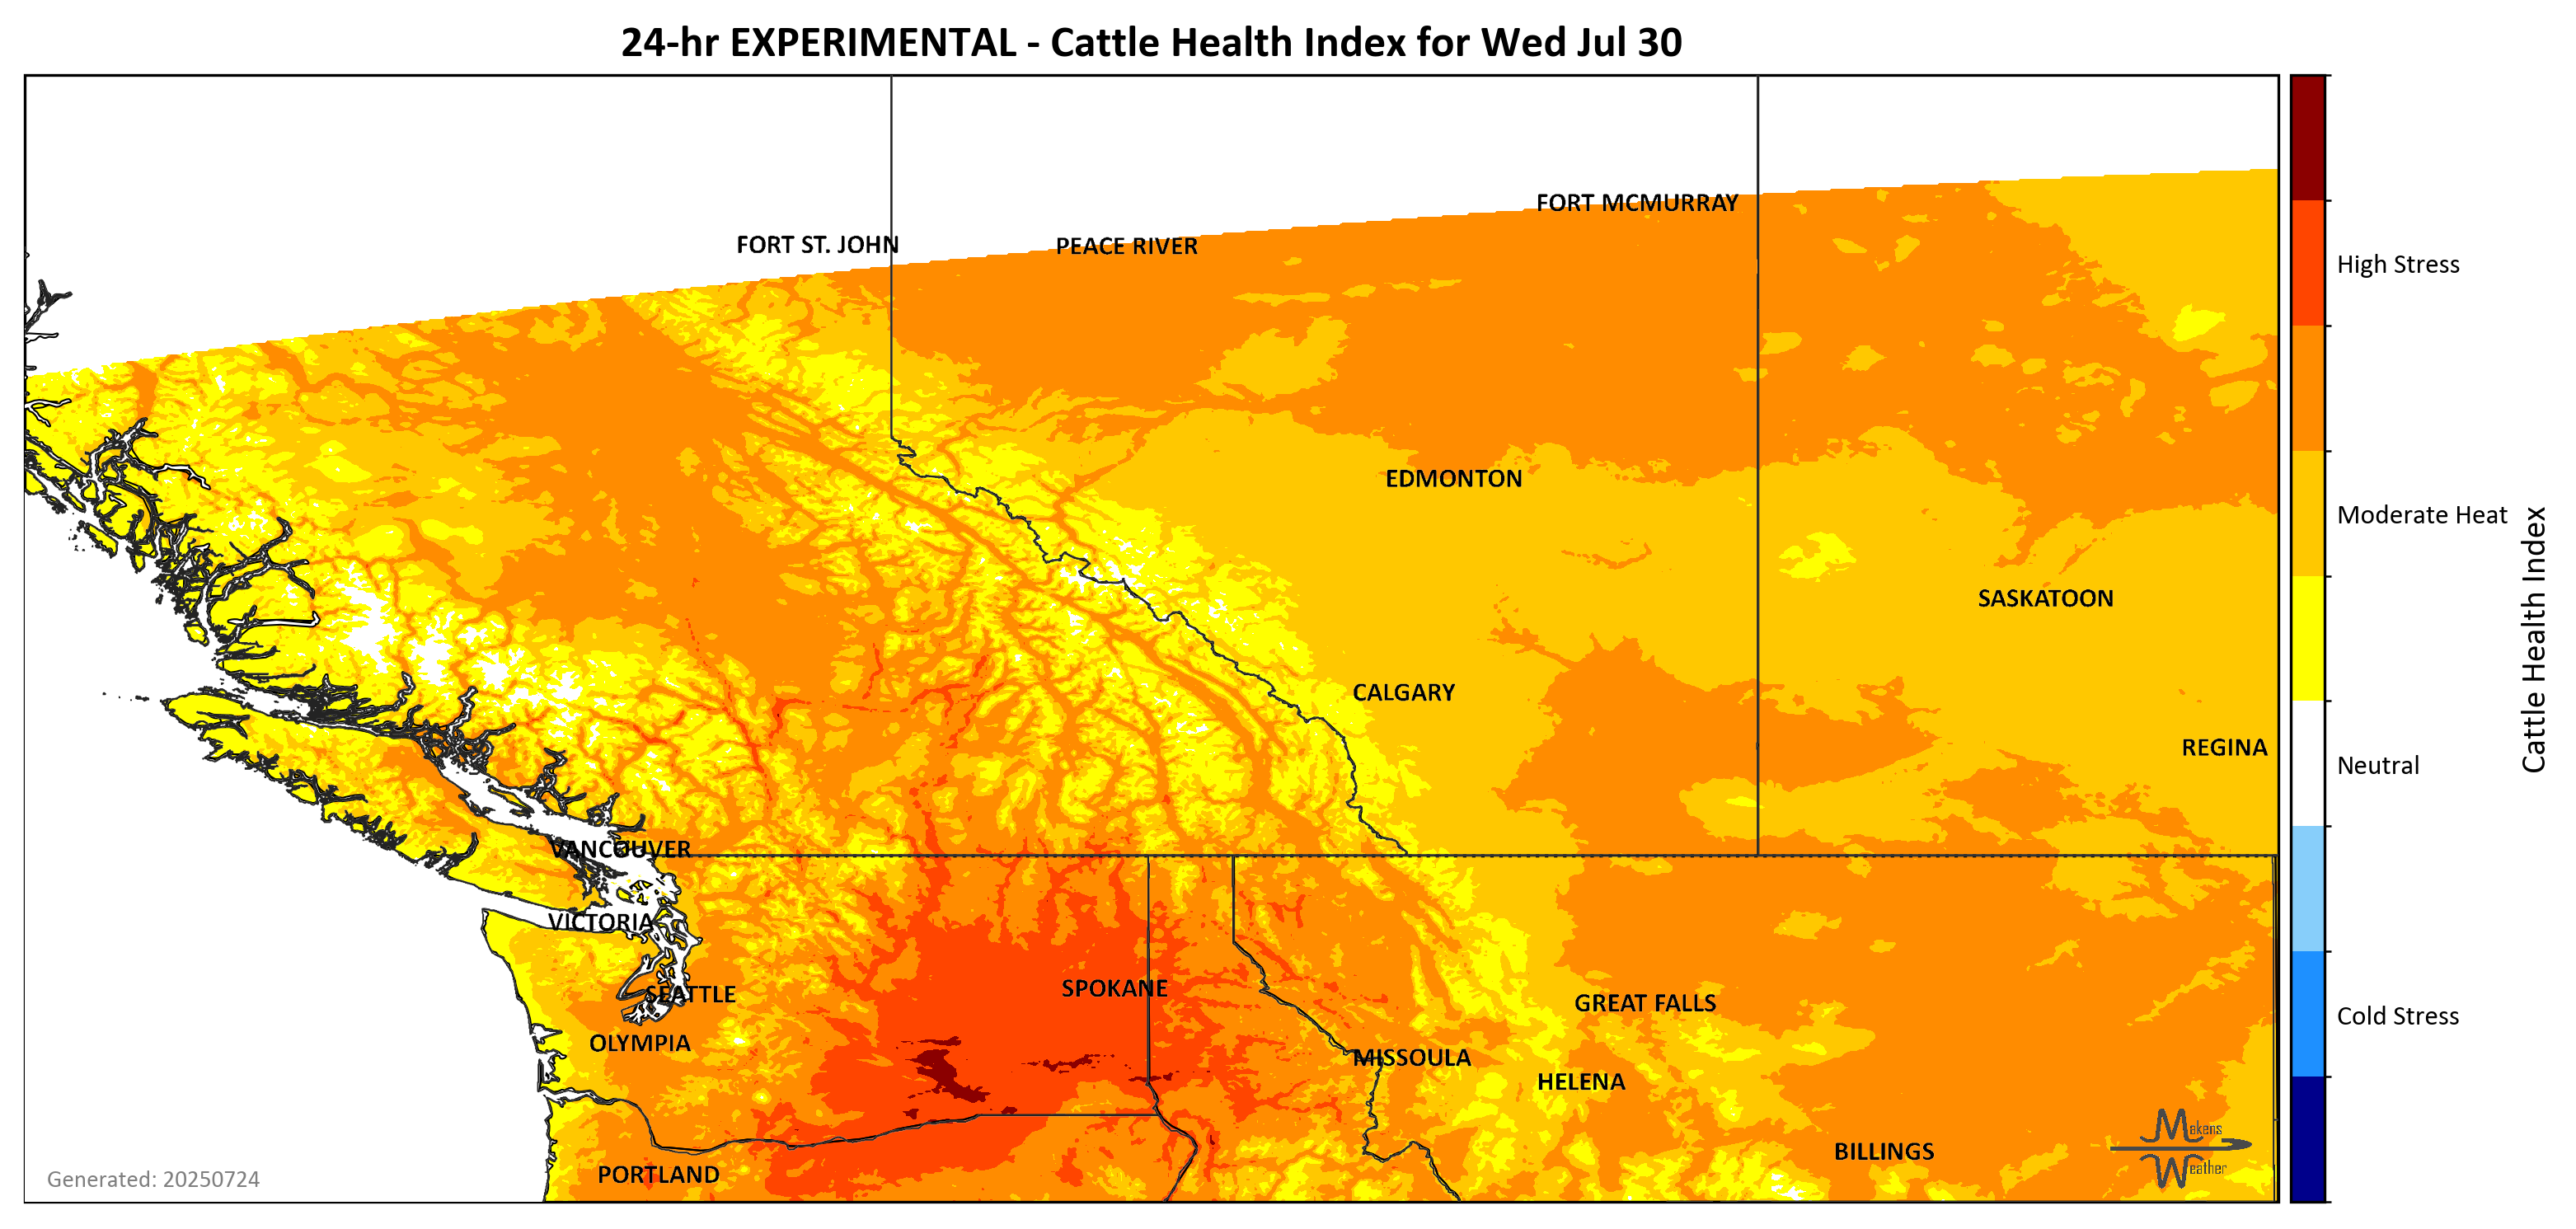 24-hr EXPERIMENTAL - Cattle Health Index for Wed Jul 30
FORT MCMURRAY
FORT ST. JOHN
PEACE RIVER
High Stress
EDMONTON
Moderate Heat
SASKATOON
CALGARY
Cattle Health Index
REGINA
Neutral
VANCOUVER
VICTORIA
SPOKANE
SEATTLE
GREAT FALLS
Cold Stress
OLYMPIA
MISSOULA
HELENA
Makens
BILLINGS
Weather
PORTLAND
Generated: 20250724